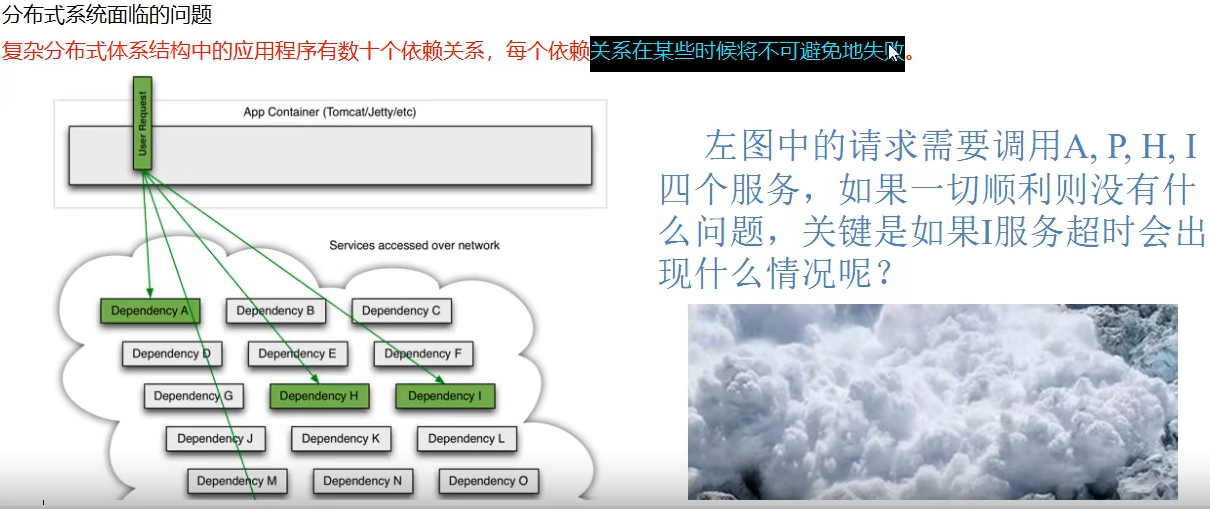 分布式系统面临的问题
复杂分布式体系结构中的应用程序有数十个依赖关系，每个依赖关系在某些时候将不可避免地失败。
User Request
App Container (Tomcat/Jetty/etc)
Services accessed over network
Dependency A
Dependency B
Dependency C
Dependency D
Dependency E
Dependency F
Dependency G
Dependency H
Dependency I
Dependency J
Dependency K
Dependency L
Dependency M
Dependency N
Dependency O
左图中的请求需要调用A, P, H, I
四个服务，如果一切顺利则没有什
么问题，关键是如果I服务超时会出
现什么情况呢？